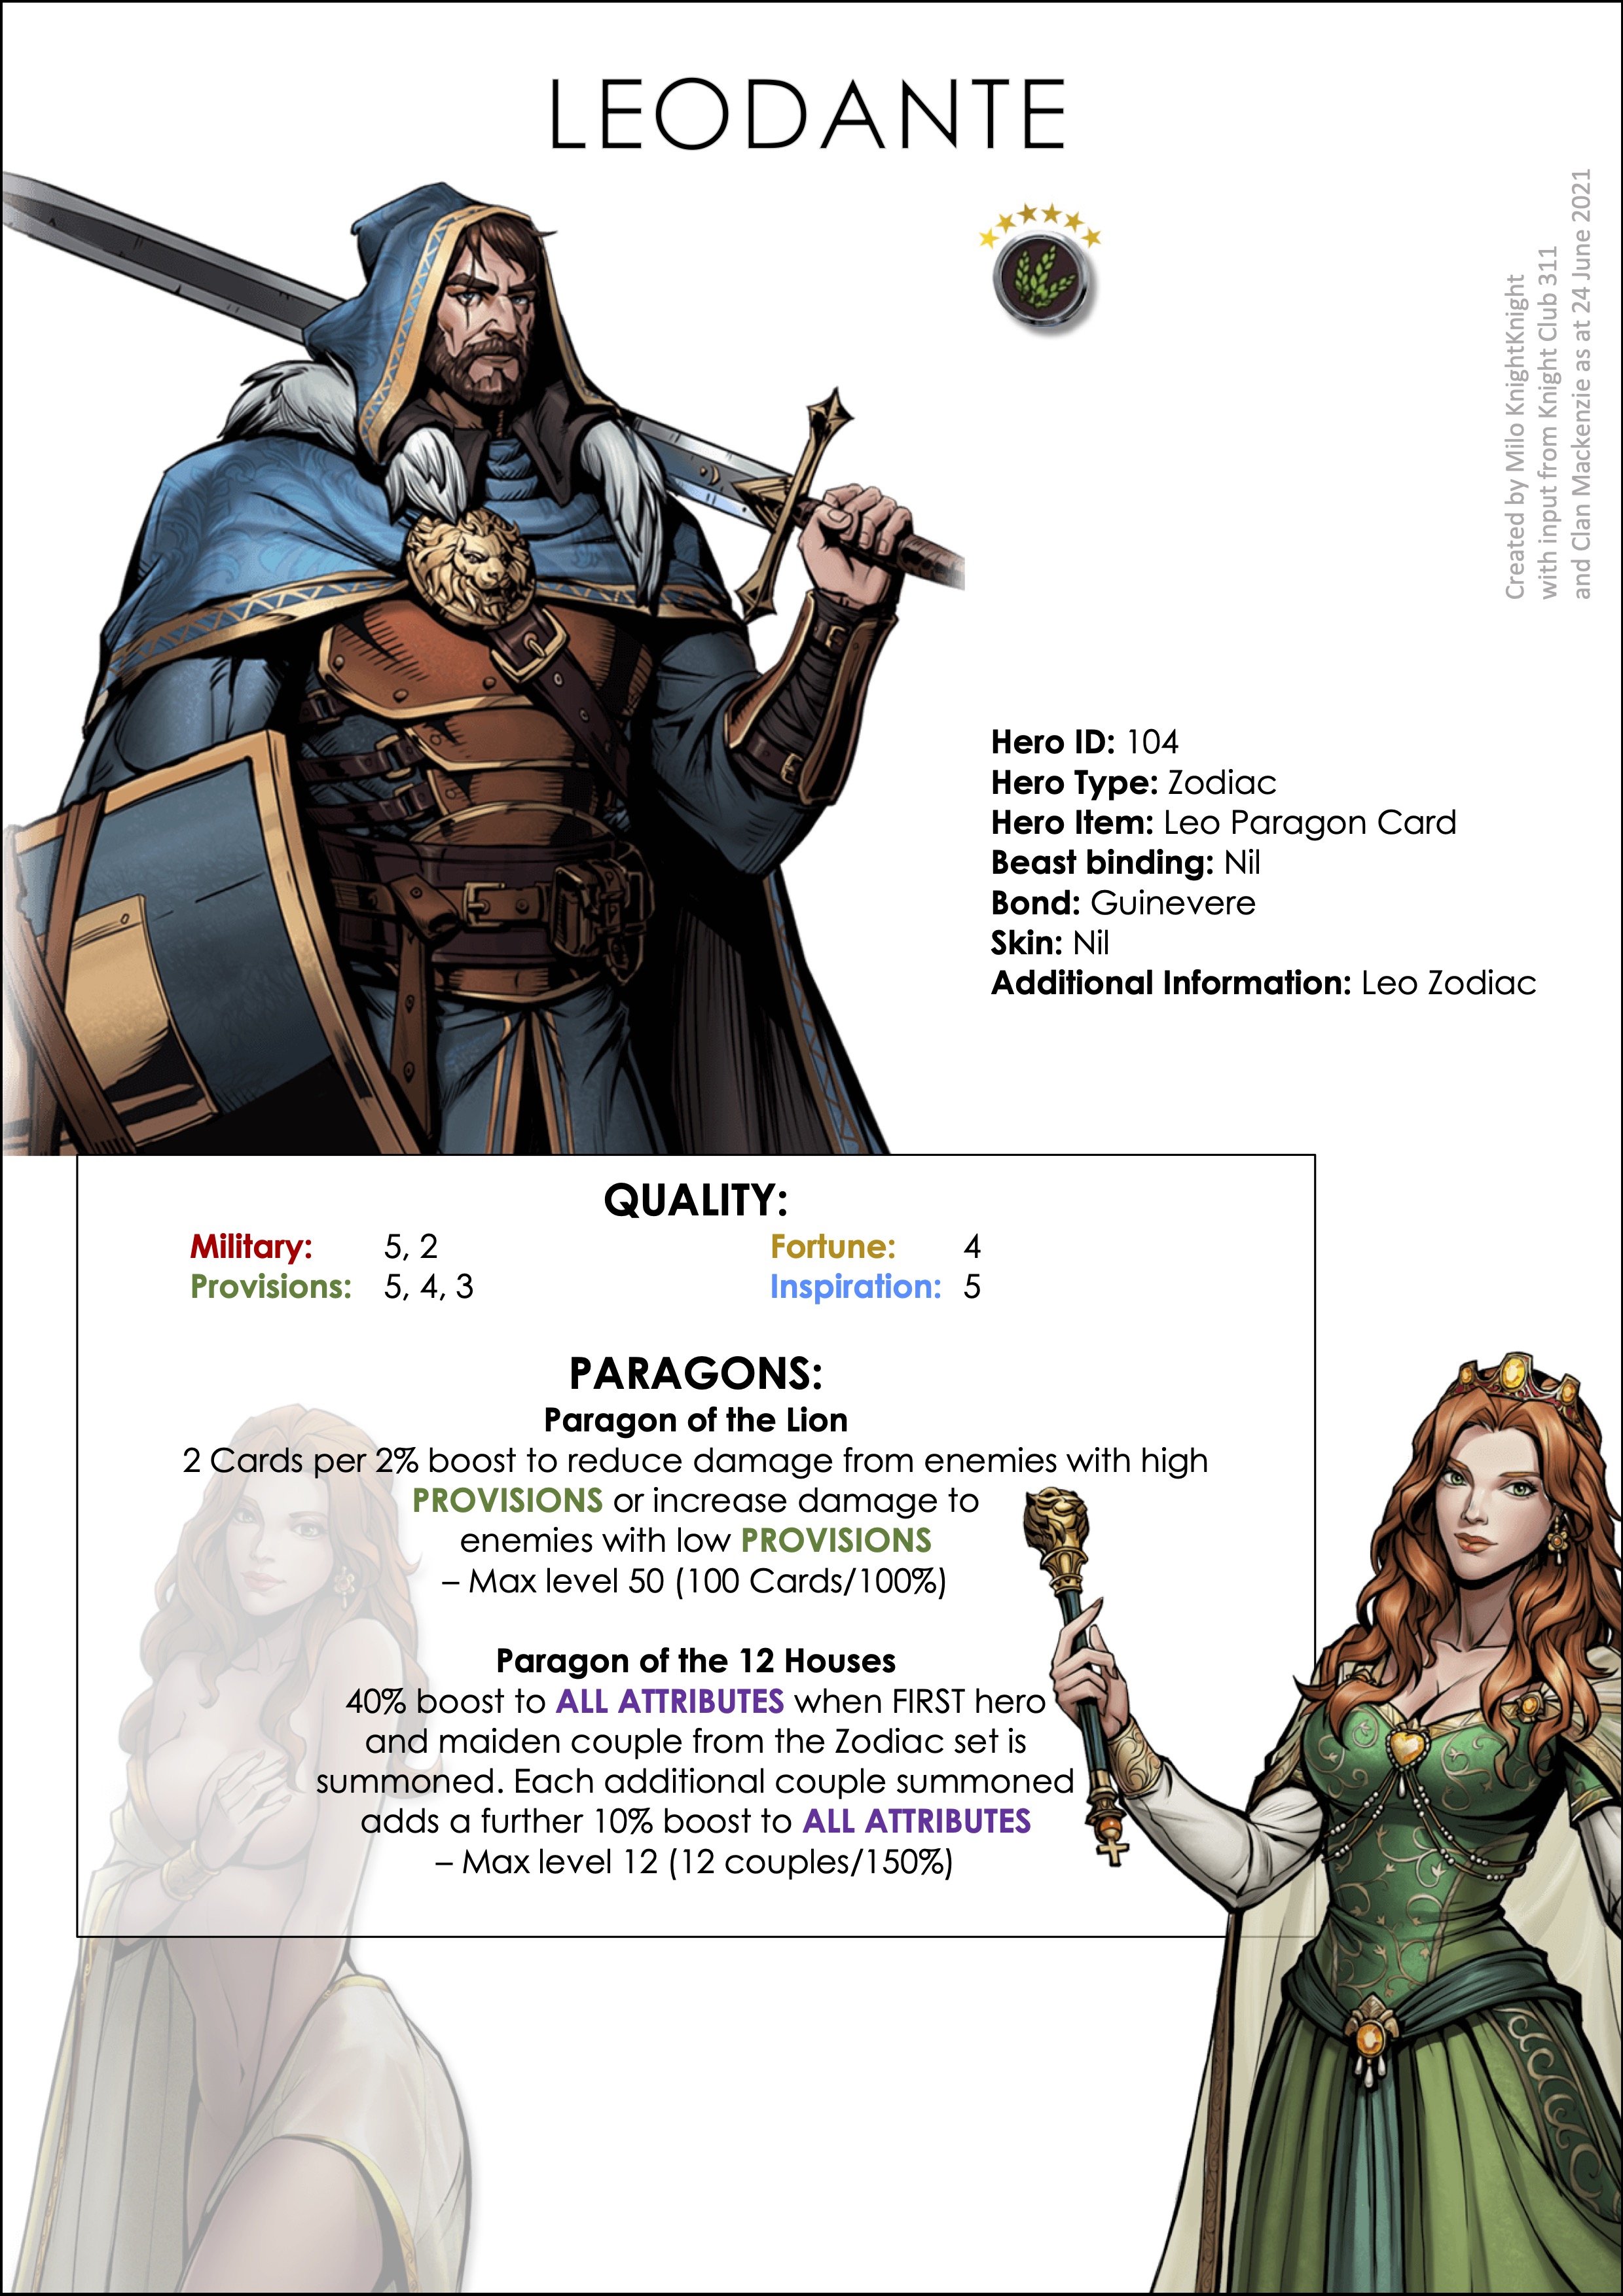 LEODANTE
Created by Milo KnightKnight
with input from Knight Club 311
and Clan Mackenzie as at 24 June 2021
Hero ID: 104
Hero Type: Zodiac
Hero Item: Leo Paragon Card
Beast binding: Nil
Bond: Guinevere
Skin: Nil
Additional Information: Leo Zodiac
QUALITY:
Military: 5, 2
Fortune: 4
Provisions: 5, 4, 3
Inspiration: 5
PARAGONS:
Paragon of the Lion
2 Cards per 2% boost to reduce damage from enemies with high
PROVISIONS or increase damage to
enemies with low PROVISIONS
– Max level 50 (100 Cards/100%)
Paragon of the 12 Houses
40% boost to ALL ATTRIBUTES when FIRST hero
and maiden couple from the Zodiac set is
summoned. Each additional couple summoned
adds a further 10% boost to ALL ATTRIBUTES
– Max level 12 (12 couples/150%)